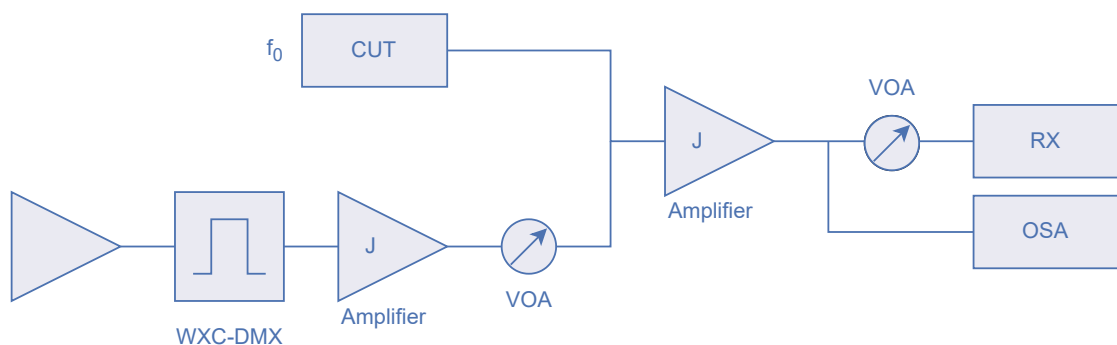 f0
CUT
VOA
J
RX
Amplifier
J
OSA
VOA
Amplifier
WXC-DMX